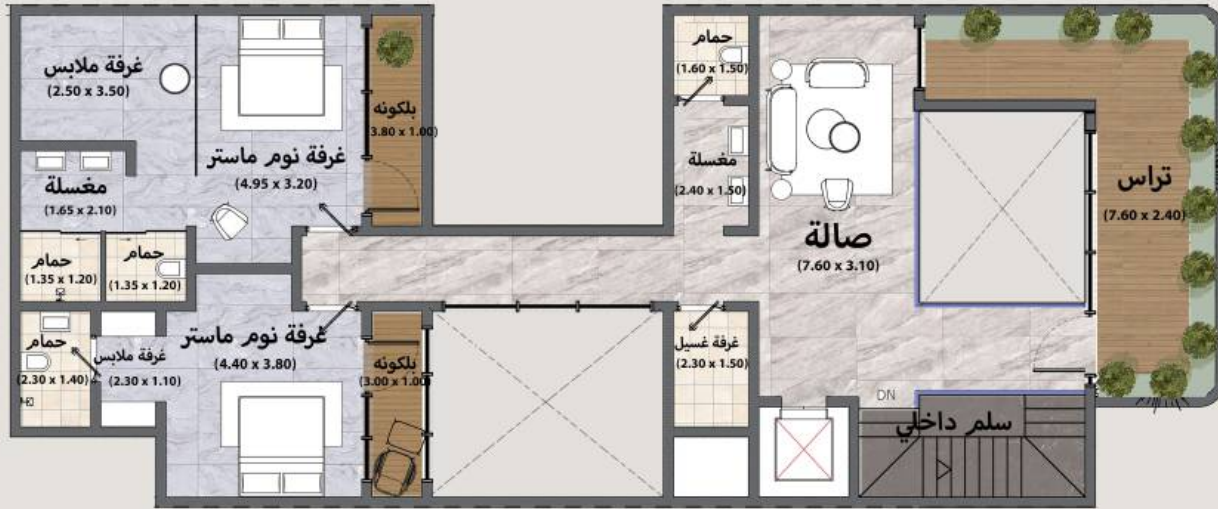 غرفة ملابس
(2.50 x 3.50)
غرفة نوم ماستر
(4.95 x 3.20)
بلكونه
3.80 x 1.00)
مغسلة
(1.65 x 2.10)
حمام
(1.35 x 1.20)
حمام
(1.35 x 1.20)
حمام
(2.30 x 1.40)
غرفة ملابس
(2.30 x 1.10)
غرفة نوم ماستر
(4.40 x 3.80)
بلكونه
(3.00 x 1.00)
حمام
(1.60 x 1.50)
مغسلة
(2.40 x 1.50)
غرفة غسيل
(2.30 x 1.50)
صالة
(7.60 x 3.10)
تراس
(7.60 x 2.40)
DN
سلم داخلي